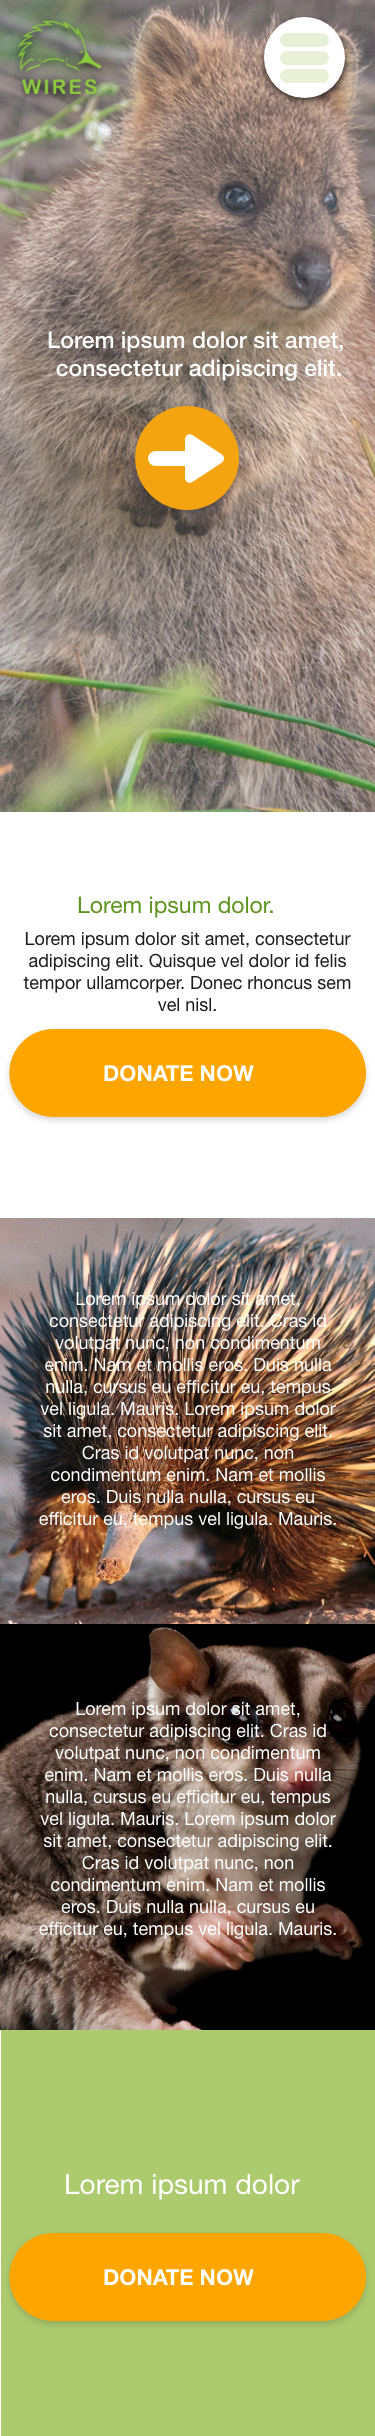 WIRES
Lorem ipsum dolor sit amet,
consectetur adipiscing elit.
Lorem ipsum dolor.
Lorem ipsum dolor sit amet, consectetur
adipiscing elit. Quisque vel dolor id felis
tempor ullamcorper. Donec rhoncus sem
vel nisl.
DONATE NOW
Lorem ipsum dolor sit amet,
consectetur adipiscing elit. Cras id
volutpat nunc, non condimentum
enim. Nam et mollis eros. Duis nulla
nulla, cursus eu efficitur eu, tempus
vel ligula. Mauris. Lorem ipsum dolor
sit amet, consectetur adipiscing elit.
Cras id volutpat nunc, non
condimentum enim. Nam et mollis
eros. Duis nulla nulla, cursus eu
efficitur eu, tempus vel ligula. Mauris.
Lorem ipsum dolor sit amet,
consectetur adipiscing elit. Cras id
volutpat nunc, non condimentum
enim. Nam et mollis eros. Duis nulla
nulla, cursus eu efficitur eu, tempus
vel ligula. Mauris. Lorem ipsum dolor
sit amet, consectetur adipiscing elit.
Cras id volutpat nunc, non
condimentum enim. Nam et mollis
eros. Duis nulla nulla, cursus eu
efficitur eu, tempus vel ligula. Mauris.
Lorem ipsum dolor
DONATE NOW